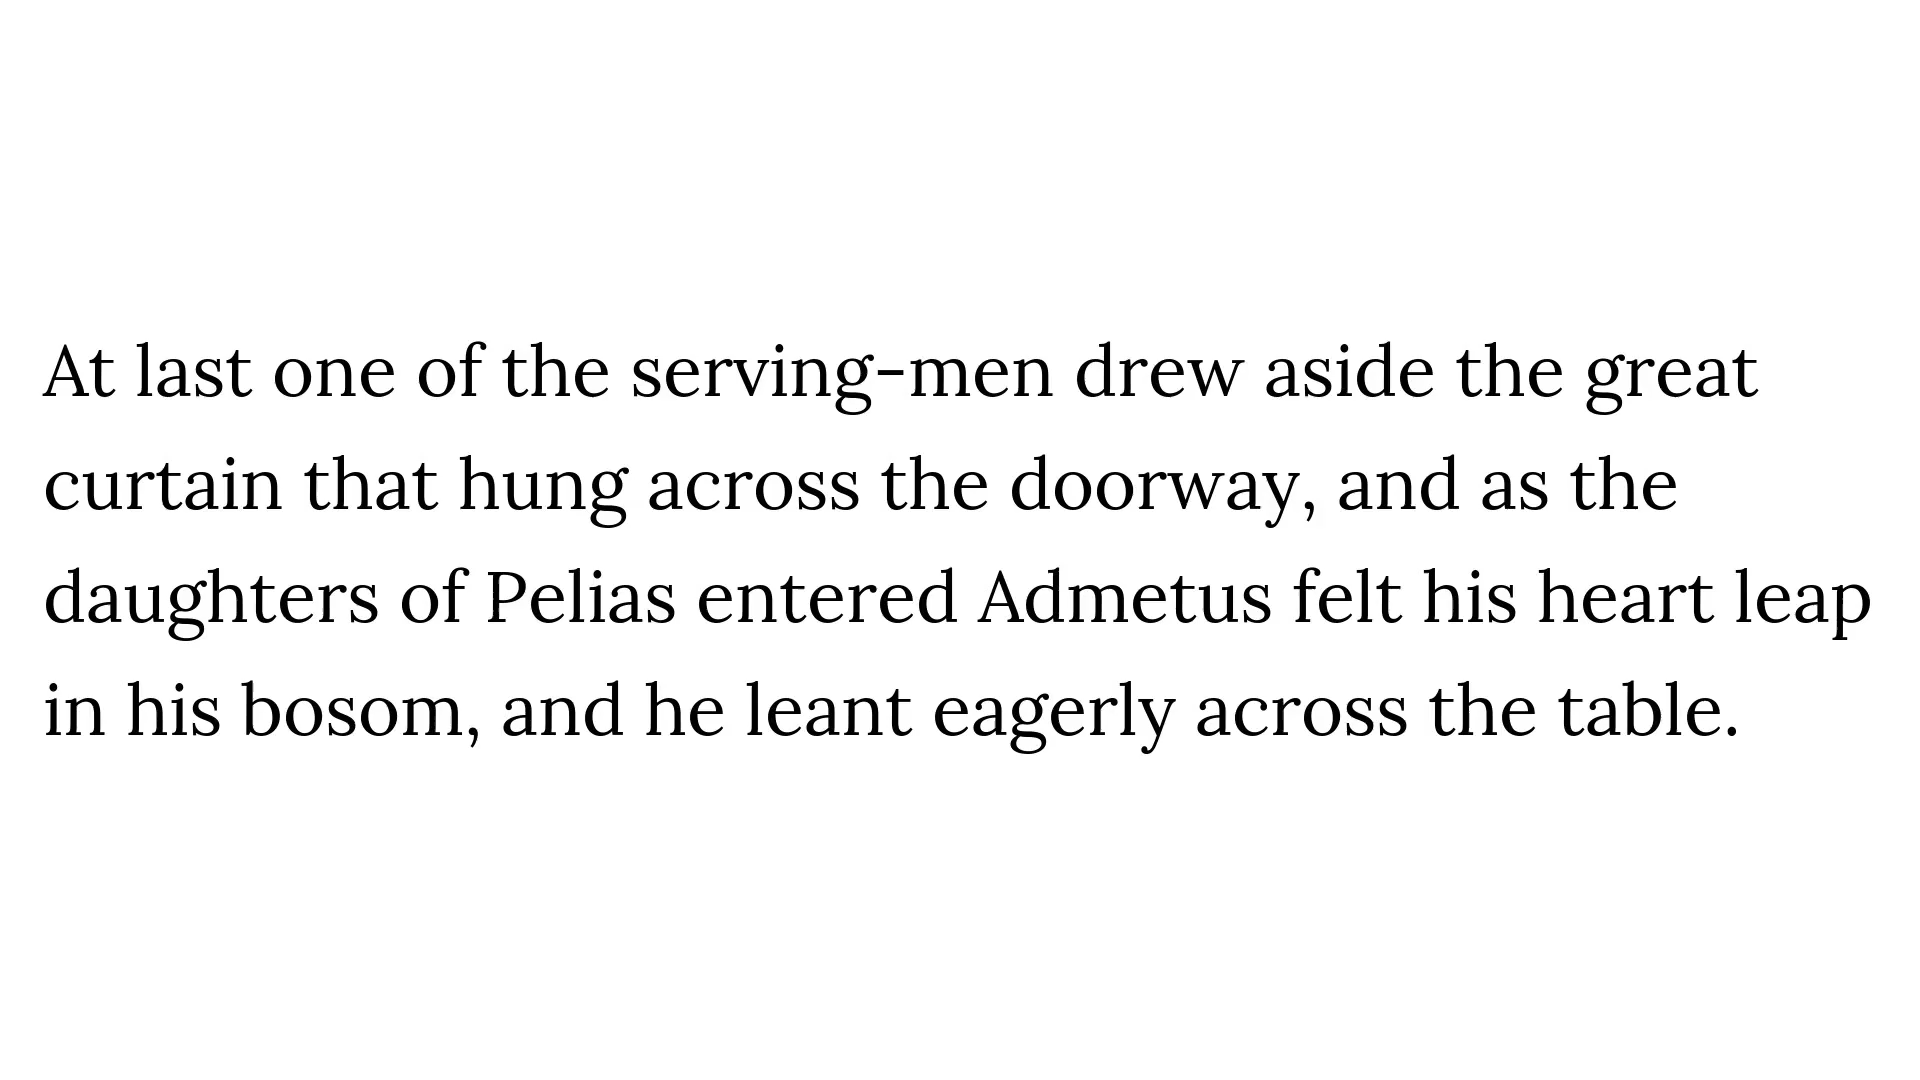 At last one of the serving-men drew aside the great
curtain that hung across the doorway, and as the
daughters of Pelias entered Admetus felt his heart leap
in his bosom, and he leant eagerly across the table.